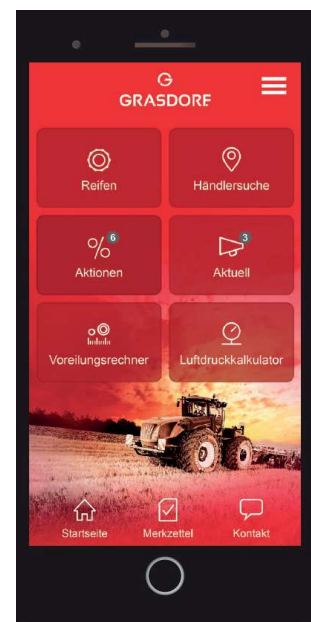 G
GRASDORF
Reifen
Händlersuche
6
Aktionen
3
Aktuell
Voreilungsrechner
Luftdruckkalkulator
Startseite
Merkzettel
Kontakt